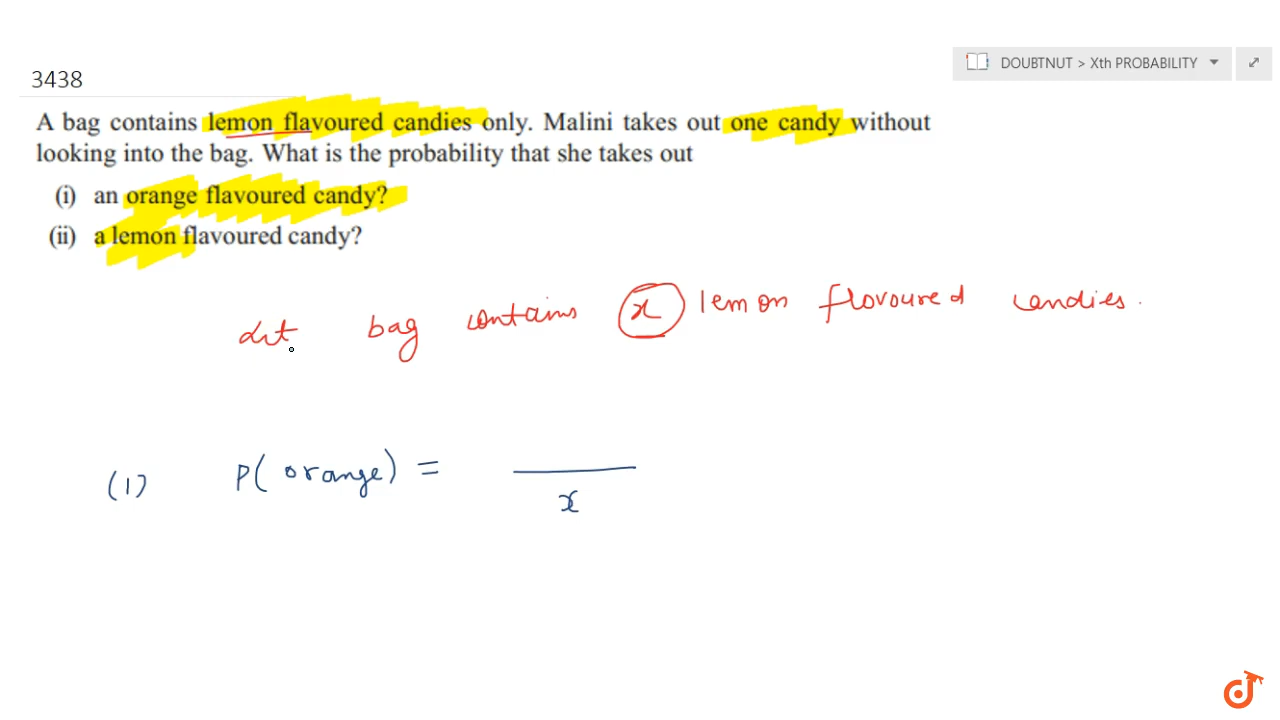 3438
DOUBTNUT > Xth PROBABILITY
A bag contains lemon flavoured candies only. Malini takes out one candy without
looking into the bag. What is the probability that she takes out
(i) an orange flavoured candy?
(ii) a lemon flavoured candy?
Let bag contains x lemon flovoured candies.
(1) P(orange) = ___
x